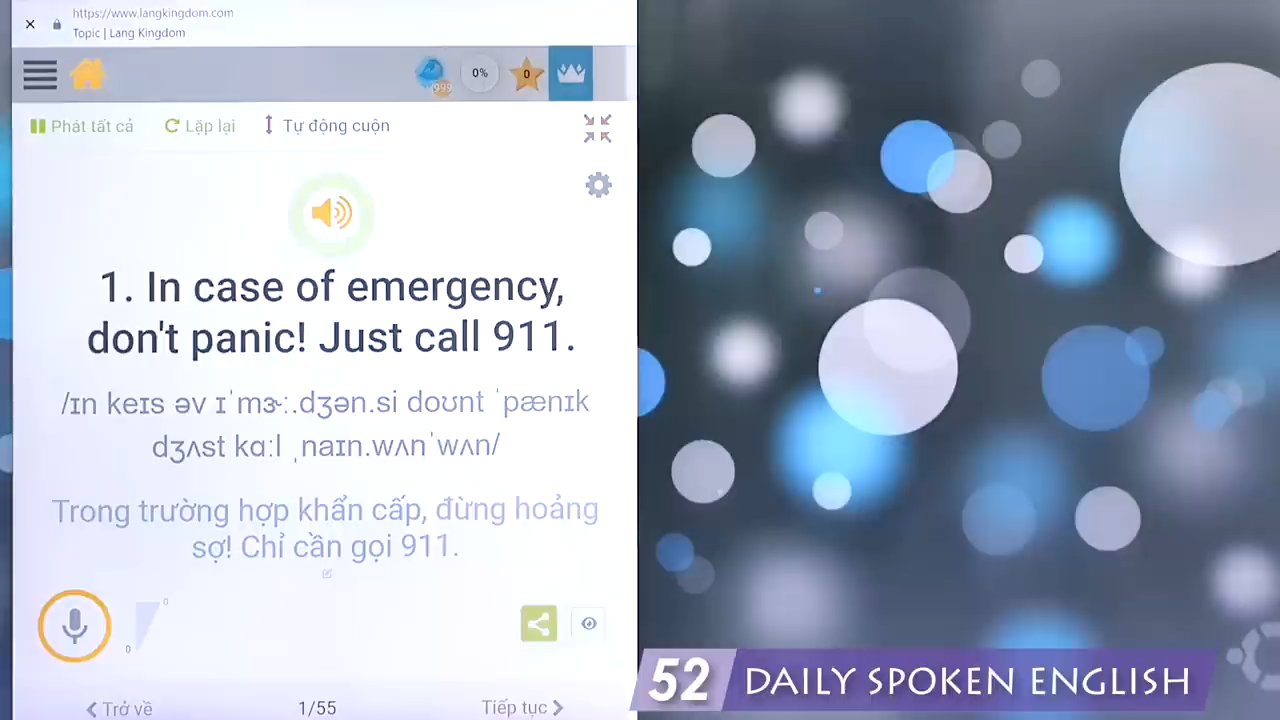 https://www.langkingdom.com
Topic | Lang Kingdom
999
0%
0
Phát tất cả
Lặp lại
Tự động cuộn
1. In case of emergency,
don't panic! Just call 911.
/ɪn keɪs əv ɪˈmɝː.dʒən.si doʊnt ˈpænɪk
dʒʌst kɑːl ˌnaɪn.wʌnˈwʌn/
Trong trường hợp khẩn cấp, đừng hoảng
sợ! Chỉ cần gọi 911.
0
0
Trở về
1/55
Tiếp tục
52 DAILY SPOKEN ENGLISH